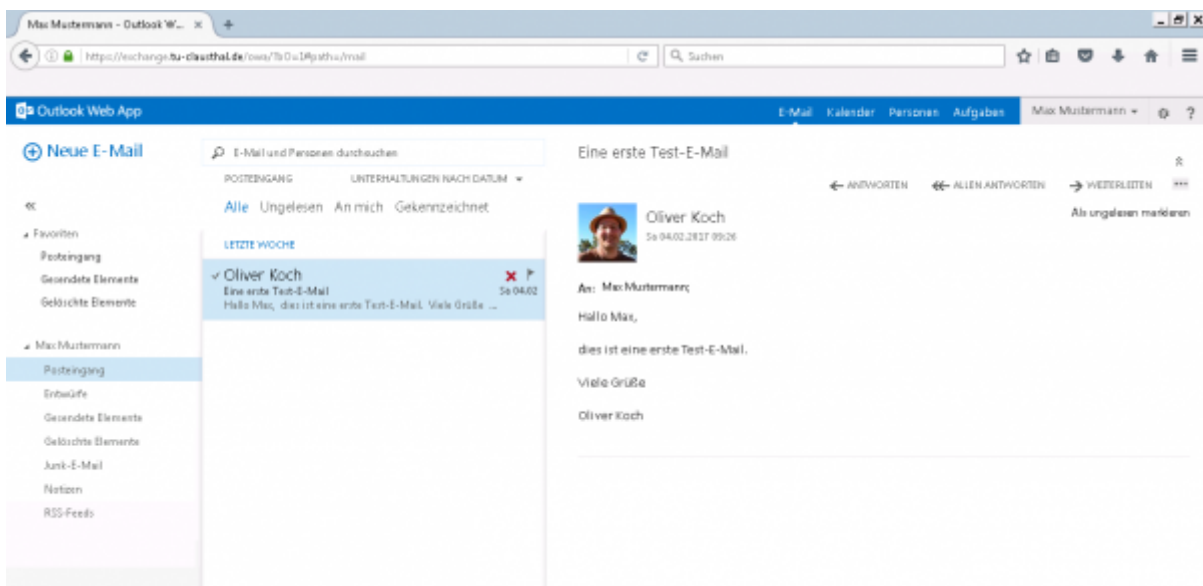 Max Mustermann - Outlook W... × +
https://exchange.tu-clausthal.de/owa/?bO=1#path=/mail
Suchen
Outlook Web App
E-Mail Kalender Personen Aufgaben Max Mustermann ?
Neue E-Mail
E-Mail und Personen durchsuchen
POSTEINGANG UNTERHALTUNGEN NACH DATUM
Alle Ungelesen An mich Gekennzeichnet
Favoriten
Posteingang
Gesendete Elemente
Gelöschte Elemente
Max Mustermann
Posteingang
Entwürfe
Gesendete Elemente
Gelöschte Elemente
Junk-E-Mail
Notizen
RSS-Feeds
LETZTE WOCHE
Oliver Koch
Eine erste Test-E-Mail Sa 04.02
Hallo Max, dies ist eine erste Test-E-Mail. Viele Grüße ...
Eine erste Test-E-Mail
ANTWORTEN ALLEN ANTWORTEN WEITERLEITEN
Als ungelesen markieren
Oliver Koch
Sa 04.02.2017 09:26
An: Max Mustermann;
Hallo Max,
dies ist eine erste Test-E-Mail.
Viele Grüße
Oliver Koch